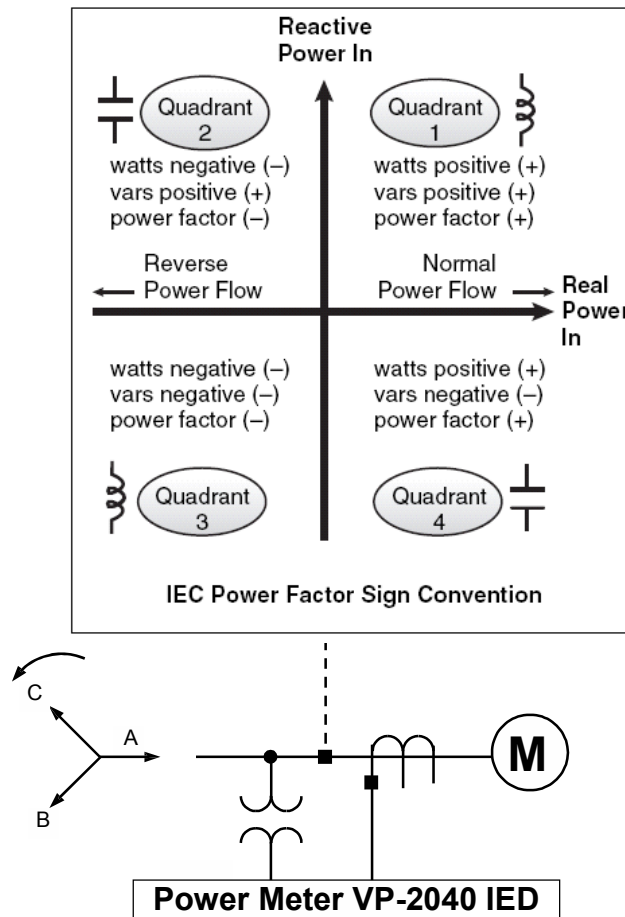 Reactive
Power In
Quadrant
2
Quadrant
1
watts negative (–)
vars positive (+)
power factor (–)
watts positive (+)
vars positive (+)
power factor (+)
Reverse
Power Flow
Normal
Power Flow
Real
Power
In
watts negative (–)
vars negative (–)
power factor (–)
watts positive (+)
vars negative (–)
power factor (+)
Quadrant
3
Quadrant
4
IEC Power Factor Sign Convention
C
A
B
M
Power Meter VP-2040 IED